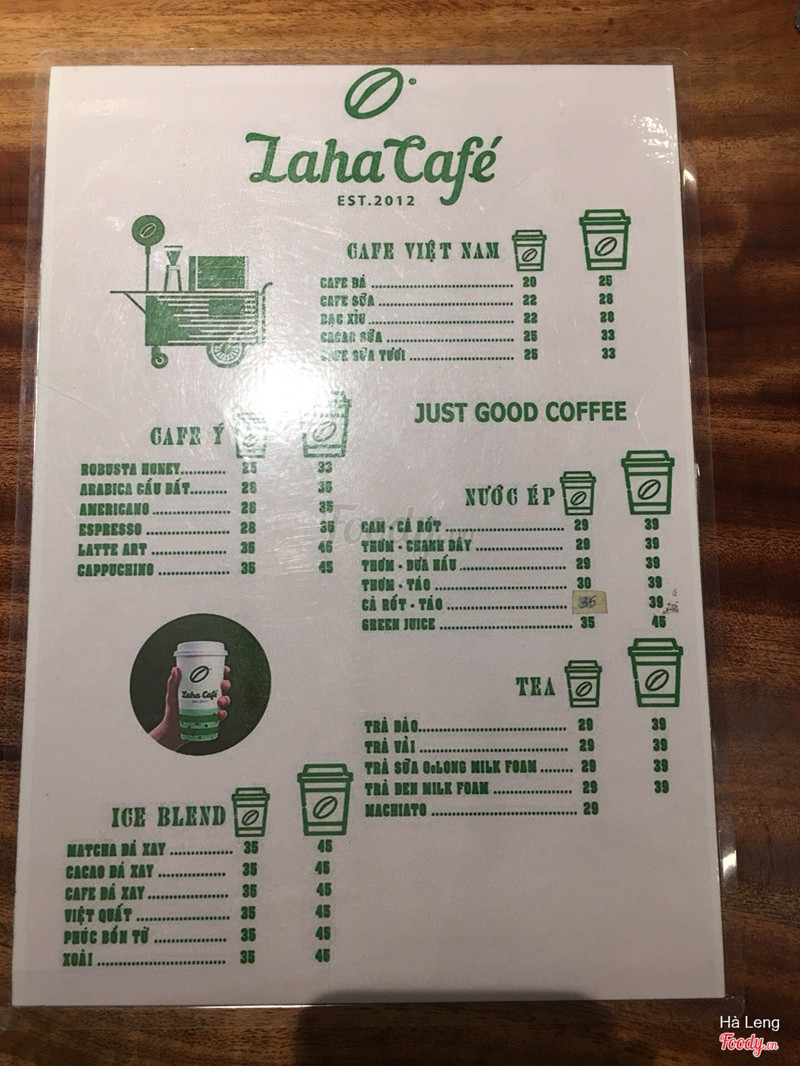 Laha Café
EST.2012
CAFE VIỆT NAM
CAFE ĐÁ 20 25
CAFE SỮA 22 28
BẠC XỈU 22 28
CACAO SỮA 25 33
CAFE SỮA TƯƠI 25 33
JUST GOOD COFFEE
CAFE Ý
ROBUSTA HONEY 25 33
ARABICA CẦU ĐẤT 28 35
AMERICANO 28 35
ESPRESSO 28 35
LATTE ART 35 45
CAPPUCHINO 35 45
NƯỚC ÉP
CAM - CÀ RỐT 29 39
THƠM - CHANH DÂY 29 39
THƠM - DƯA HẤU 29 39
THƠM - TÁO 30 39
CÀ RỐT - TÁO 35 39
GREEN JUICE 35 45
Laha Café
TEA
TRÀ ĐÀO 29 39
TRÀ VẢI 29 39
TRÀ SỮA OoLONG MILK FOAM 29 39
TRÀ ĐEN MILK FOAM 29 39
MACHIATO 29
ICE BLEND
MATCHA ĐÁ XAY 35 45
CACAO ĐÁ XAY 35 45
CAFE ĐÁ XAY 35 45
VIỆT QUẤT 35 45
PHÚC BỒN TỬ 35 45
XOÀI 35 45
Hà Leng
Foody.vn